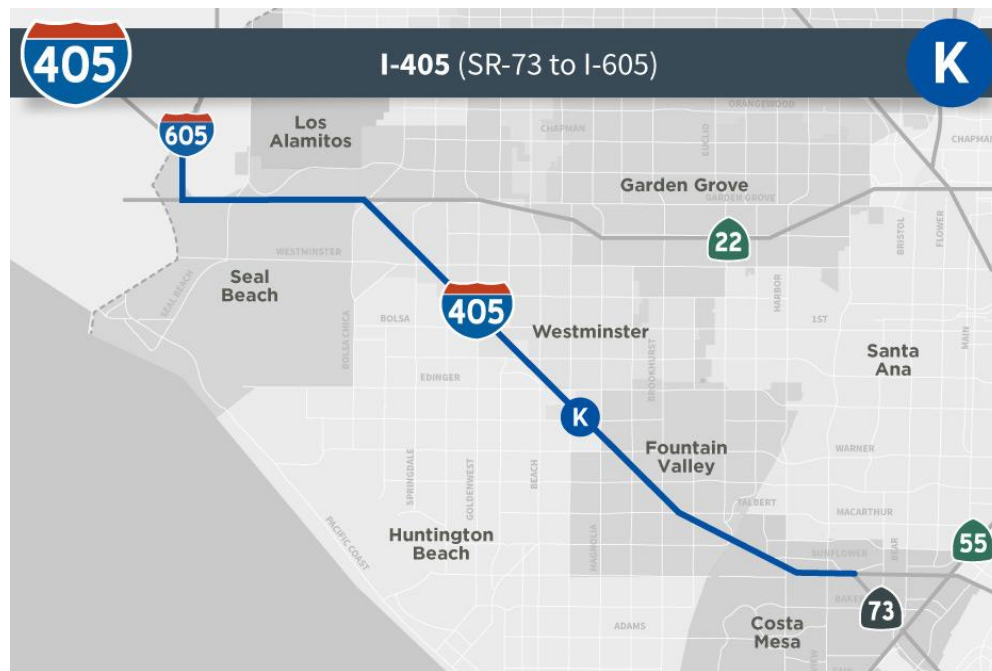 405
I-405 (SR-73 to I-605)
K
ORANGEWOOD
605
Los
Alamitos
CHAPMAN
EUCLID
CHAPMAN
Garden Grove
GARDEN GROVE
22
BRISTOL
FLOWER
WESTMINSTER
SEAL BEACH
Seal
Beach
HARBOR
405
BOLSA
BOLSA CHICA
Westminster
1ST
MAIN
Santa
Ana
EDINGER
BROOKHURST
K
Fountain
Valley
WARNER
SPRINGDALE
GOLDENWEST
BEACH
TALBERT
MACARTHUR
PACIFIC COAST
Huntington
Beach
MAGNOLIA
SUNFLOWER
BEAR
55
BAKER
73
ADAMS
Costa
Mesa